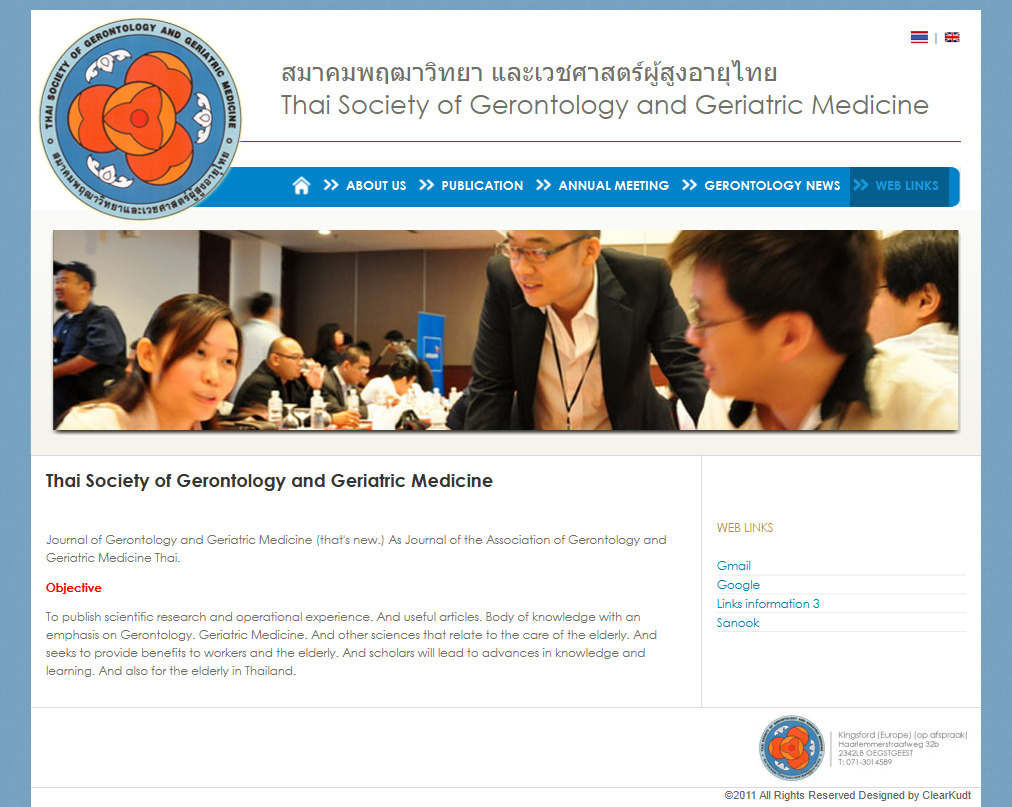 THAI SOCIETY OF GERONTOLOGY AND GERIATRIC MEDICINE
สมาคมพฤฒาวิทยาและเวชศาสตร์ผู้สูงอายุไทย
|
สมาคมพฤฒาวิทยา และเวชศาสตร์ผู้สูงอายุไทย
Thai Society of Gerontology and Geriatric Medicine
ABOUT US PUBLICATION ANNUAL MEETING GERONTOLOGY NEWS WEB LINKS
Thai Society of Gerontology and Geriatric Medicine
Journal of Gerontology and Geriatric Medicine (that's new.) As Journal of the Association of Gerontology and
Geriatric Medicine Thai.
Objective
To publish scientific research and operational experience. And useful articles. Body of knowledge with an
emphasis on Gerontology. Geriatric Medicine. And other sciences that relate to the care of the elderly. And
seeks to provide benefits to workers and the elderly. And scholars will lead to advances in knowledge and
learning. And also for the elderly in Thailand.
WEB LINKS
Gmail
Google
Links information 3
Sanook
Kingsford (Europe) (op afspraak)
Haarlemmerstraatweg 32b
2342LB OEGSTGEEST
T: 071-3014589
©2011 All Rights Reserved Designed by ClearKudt